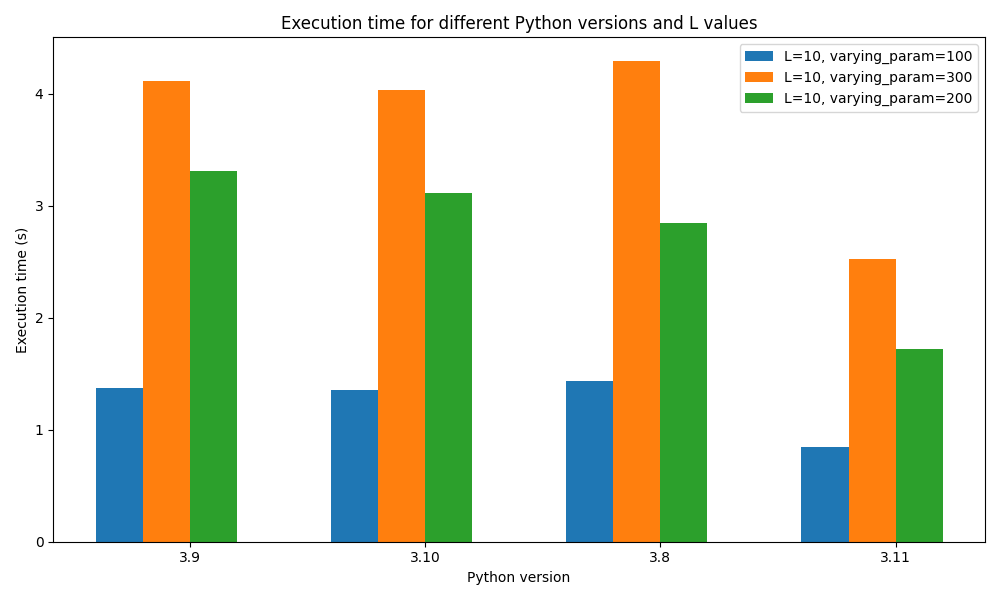 Execution time for different Python versions and L values
L=10, varying_param=100
L=10, varying_param=300
L=10, varying_param=200
Execution time (s)
4
3
2
1
0
3.9
3.10
3.8
3.11
Python version